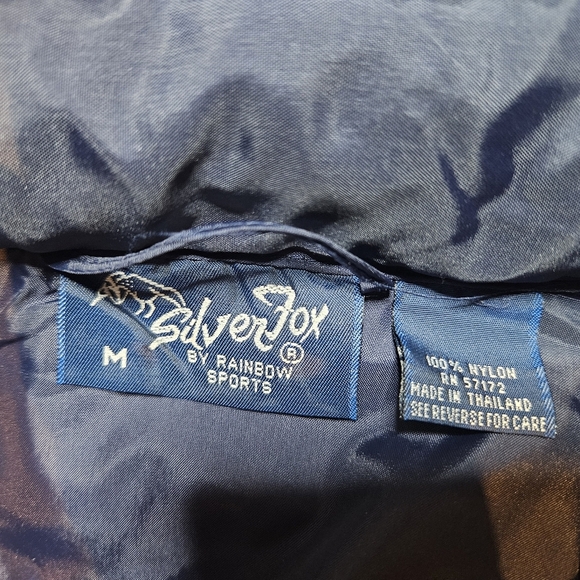 Silver Fox ®
M
BY RAINBOW
SPORTS
100% NYLON
RN 57172
MADE IN THAILAND
SEE REVERSE FOR CARE